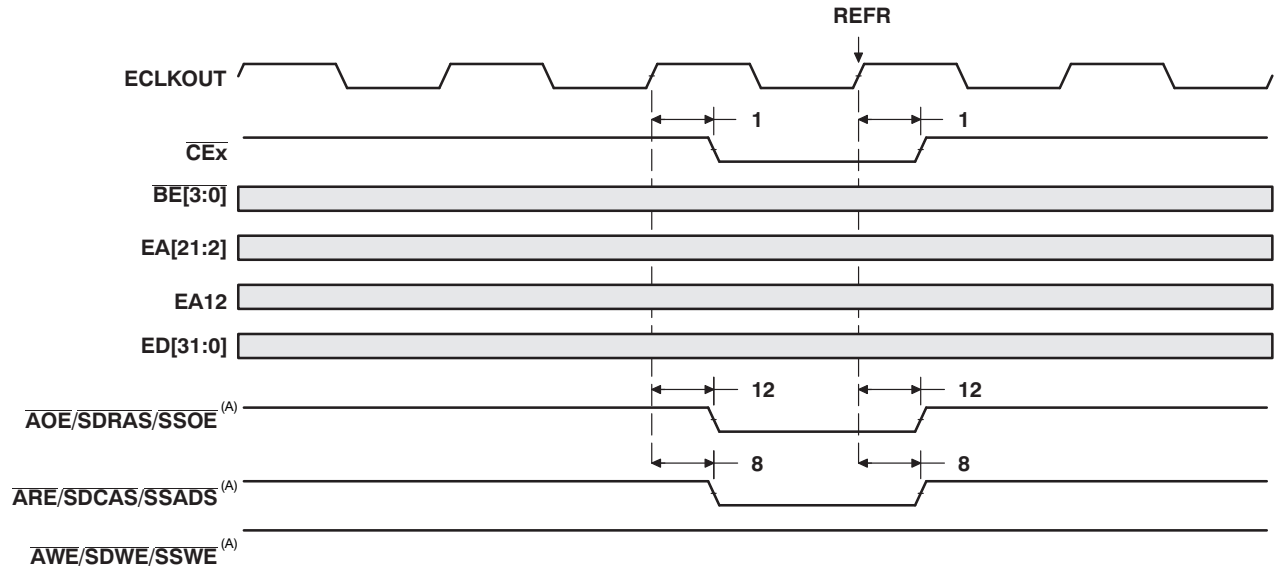 REFR
ECLKOUT
1 1
CEx
BE[3:0]
EA[21:2]
EA12
ED[31:0]
12 12
AOE/SDRAS/SSOE (A)
8 8
ARE/SDCAS/SSADS (A)
AWE/SDWE/SSWE (A)